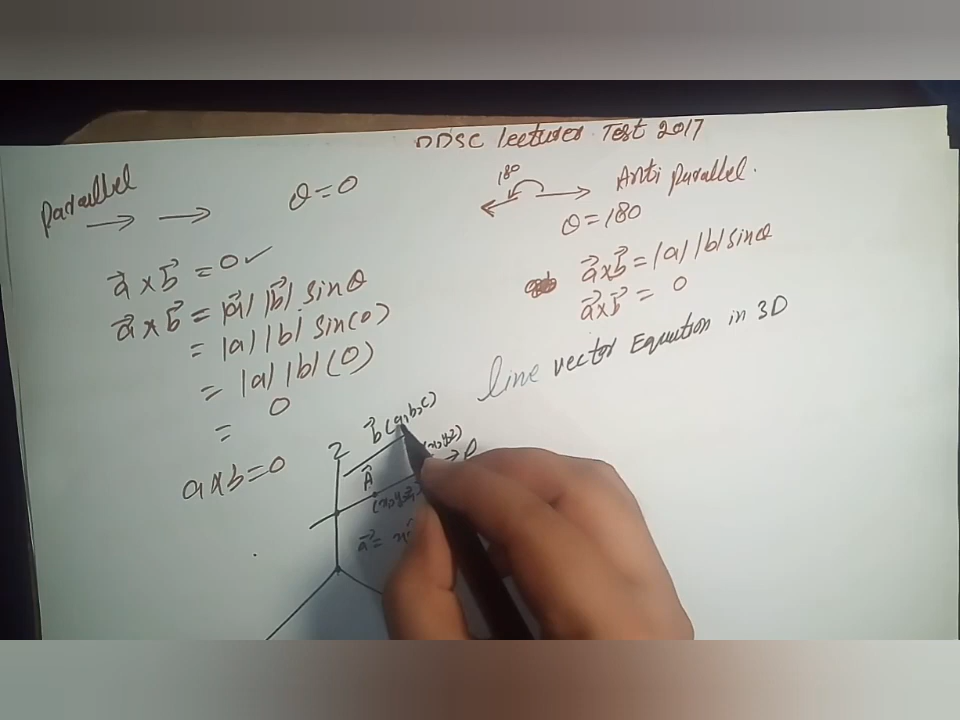 DDSC lectures Test 2017
Parallel
θ=0
a⃗ × b⃗ = 0 ✓
a⃗ × b⃗ = |a⃗| |b⃗| sinθ
= |a| |b| sin(0)
= |a| |b| (0)
= 0
a×b=0
180
Anti parallel.
θ=180
a⃗×b⃗ = |a| |b| sinθ
a⃗×b⃗ = 0
line vector Equation in 3D
Z
b⃗(a,b,c)
A⃗
a⃗ =